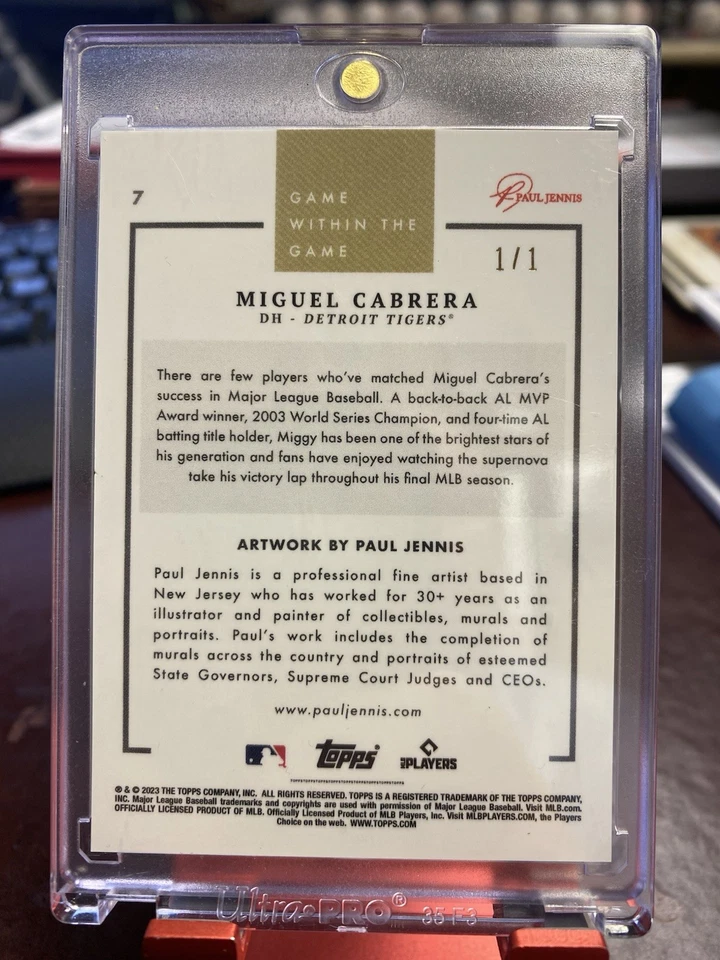 7
GAME
WITHIN THE
GAME
PAUL JENNIS
1/1
MIGUEL CABRERA
DH - DETROIT TIGERS®
There are few players who've matched Miguel Cabrera's
success in Major League Baseball. A back-to-back AL MVP
Award winner, 2003 World Series Champion, and four-time AL
batting title holder, Miggy has been one of the brightest stars of
his generation and fans have enjoyed watching the supernova
take his victory lap throughout his final MLB season.
ARTWORK BY PAUL JENNIS
Paul Jennis is a professional fine artist based in
New Jersey who has worked for 30+ years as an
illustrator and painter of collectibles, murals and
portraits. Paul's work includes the completion of
murals across the country and portraits of esteemed
State Governors, Supreme Court Judges and CEOs.
www.pauljennis.com
Topps
MLB PLAYERS
® & © 2023 THE TOPPS COMPANY, INC. ALL RIGHTS RESERVED. TOPPS IS A REGISTERED TRADEMARK OF THE TOPPS COMPANY,
INC. Major League Baseball trademarks and copyrights are used with permission of Major League Baseball. Visit MLB.com.
OFFICIALLY LICENSED PRODUCT OF MLB. Officially Licensed Product of MLB Players, Inc. Visit MLBPLAYERS.COM, the Players
Choice on the web. WWW.TOPPS.COM
Ultra PRO®